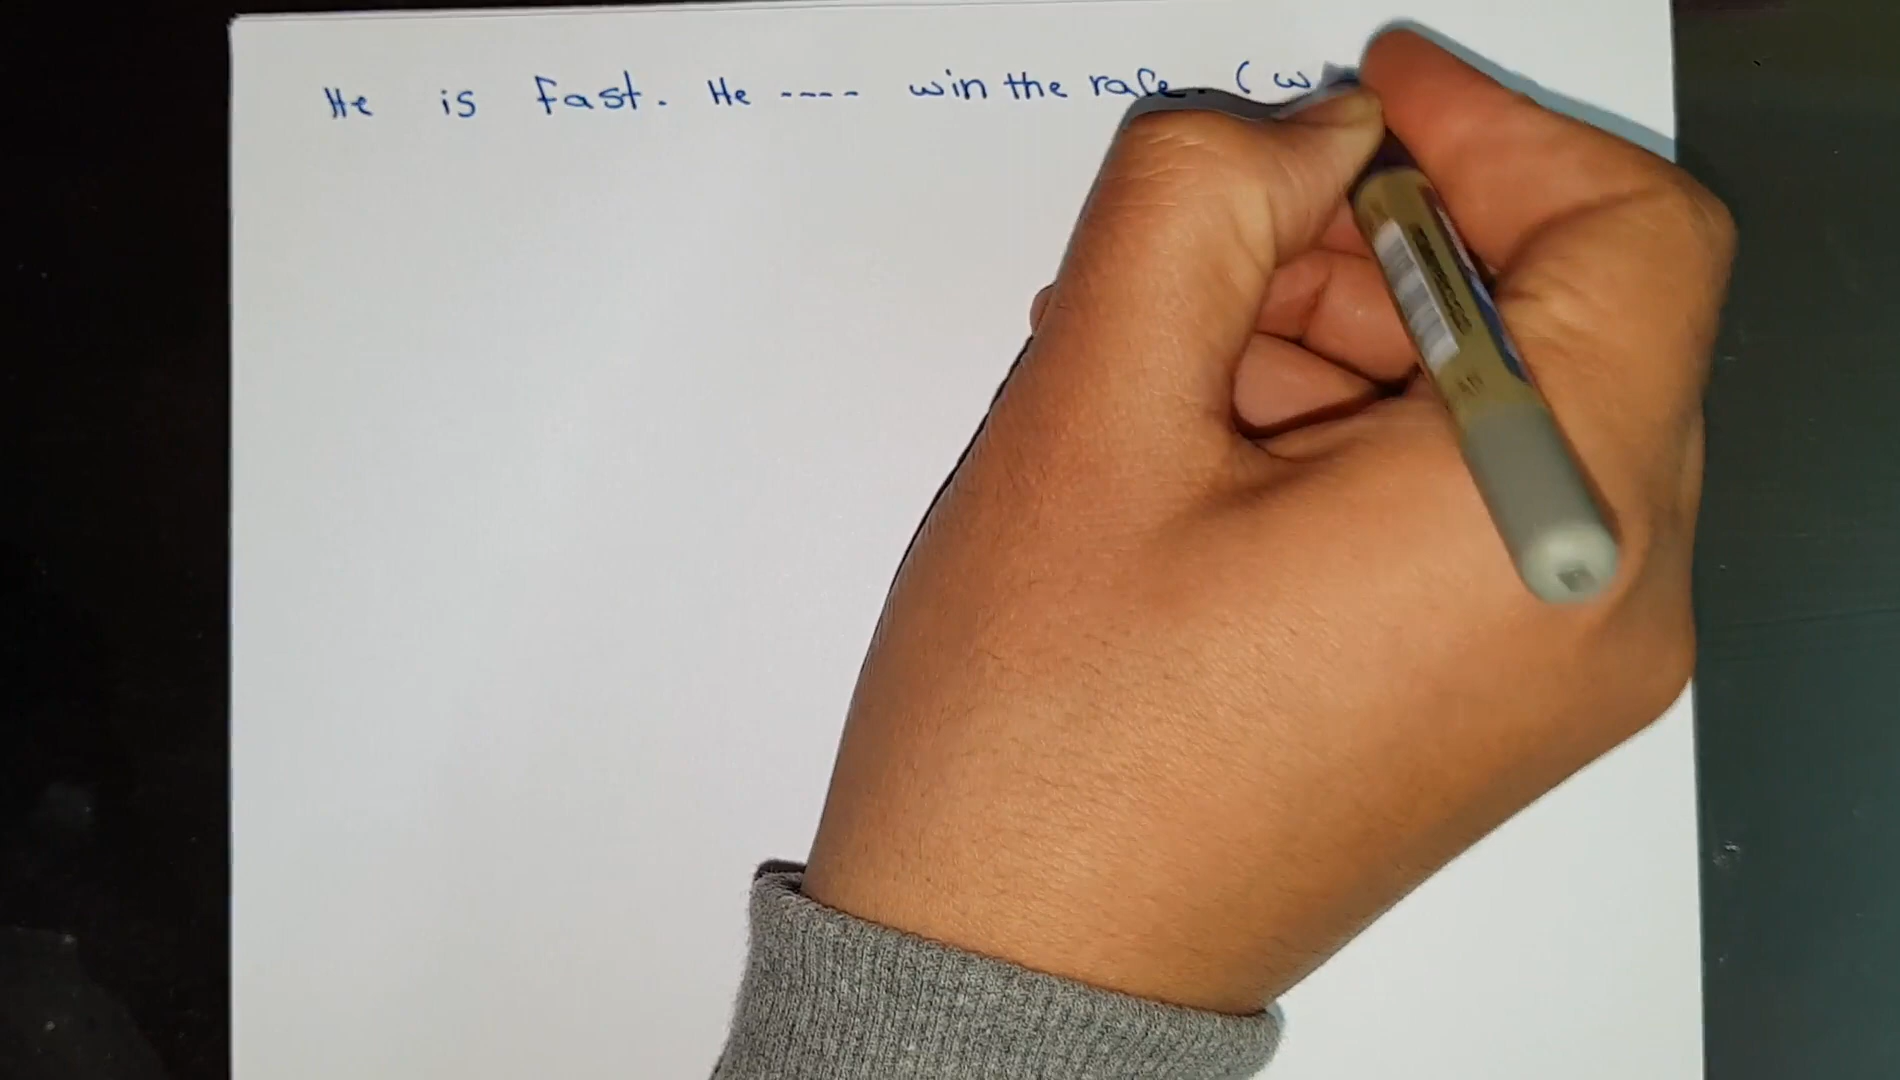 He is fast. He ---- win the race. (w